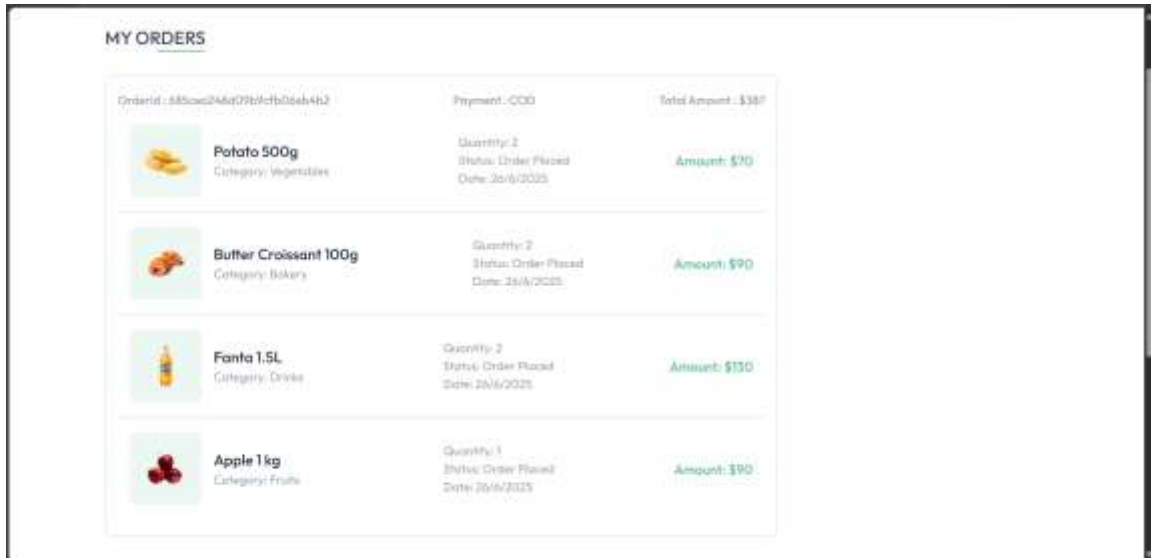 MY ORDERS
Payment : COD
Total Amount : $387
Potato 500g
Category: Vegetables
Quantity: 2
Status: Order Placed
Date: 26/6/2025
Amount: $70
Butter Croissant 100g
Category: Bakery
Quantity: 2
Status: Order Placed
Date: 26/6/2025
Amount: $90
Fanta 1.5L
Category: Drinks
Quantity: 2
Status: Order Placed
Date: 26/6/2025
Amount: $130
Apple 1 kg
Category: Fruits
Quantity: 1
Status: Order Placed
Date: 26/6/2025
Amount: $90